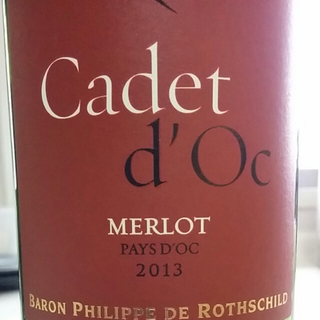 Cadet
d'Oc
MERLOT
PAYS D'OC
2013
BARON PHILIPPE DE ROTHSCHILD